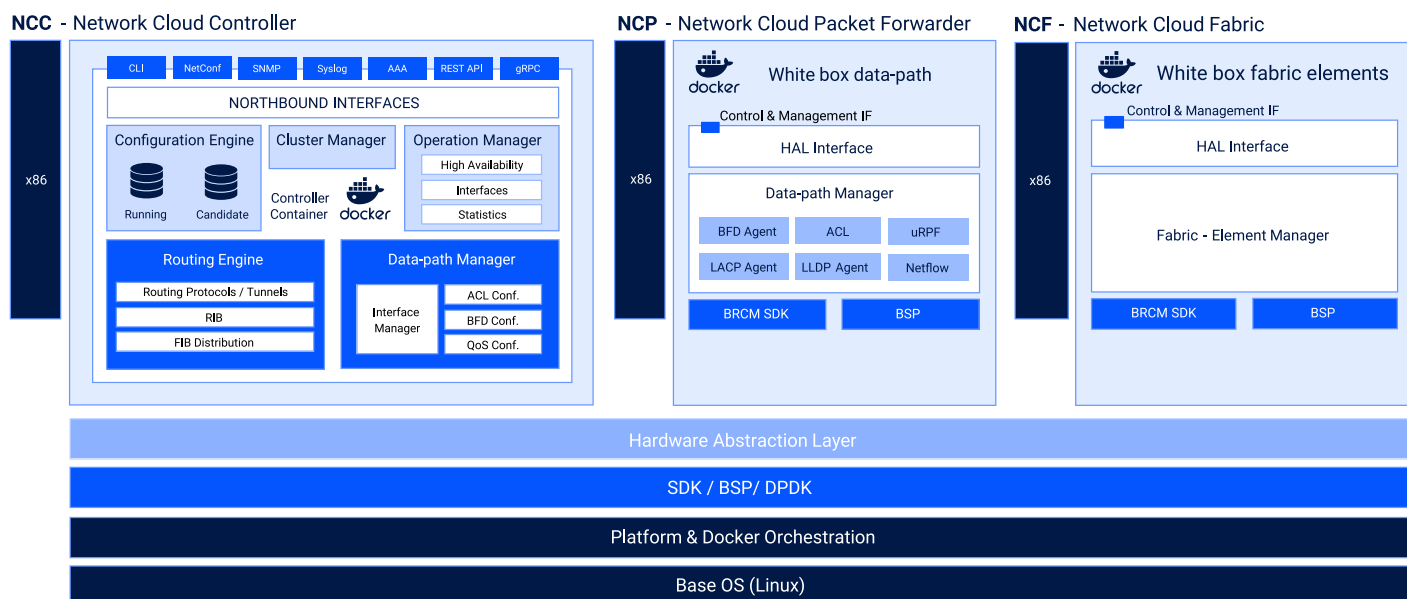 NCC - Network Cloud Controller
x86
CLI
NetConf
SNMP
Syslog
AAA
REST API
gRPC
NORTHBOUND INTERFACES
Configuration Engine
Running
Candidate
Cluster Manager
Controller
Container
docker
Operation Manager
High Availability
Interfaces
Statistics
Routing Engine
Routing Protocols / Tunnels
RIB
FIB Distribution
Data-path Manager
Interface
Manager
ACL Conf.
BFD Conf.
QoS Conf.
NCP - Network Cloud Packet Forwarder
x86
docker
White box data-path
Control & Management IF
HAL Interface
Data-path Manager
BFD Agent
ACL
uRPF
LACP Agent
LLDP Agent
Netflow
BRCM SDK
BSP
NCF - Network Cloud Fabric
x86
docker
White box fabric elements
Control & Management IF
HAL Interface
Fabric - Element Manager
BRCM SDK
BSP
Hardware Abstraction Layer
SDK / BSP/ DPDK
Platform & Docker Orchestration
Base OS (Linux)